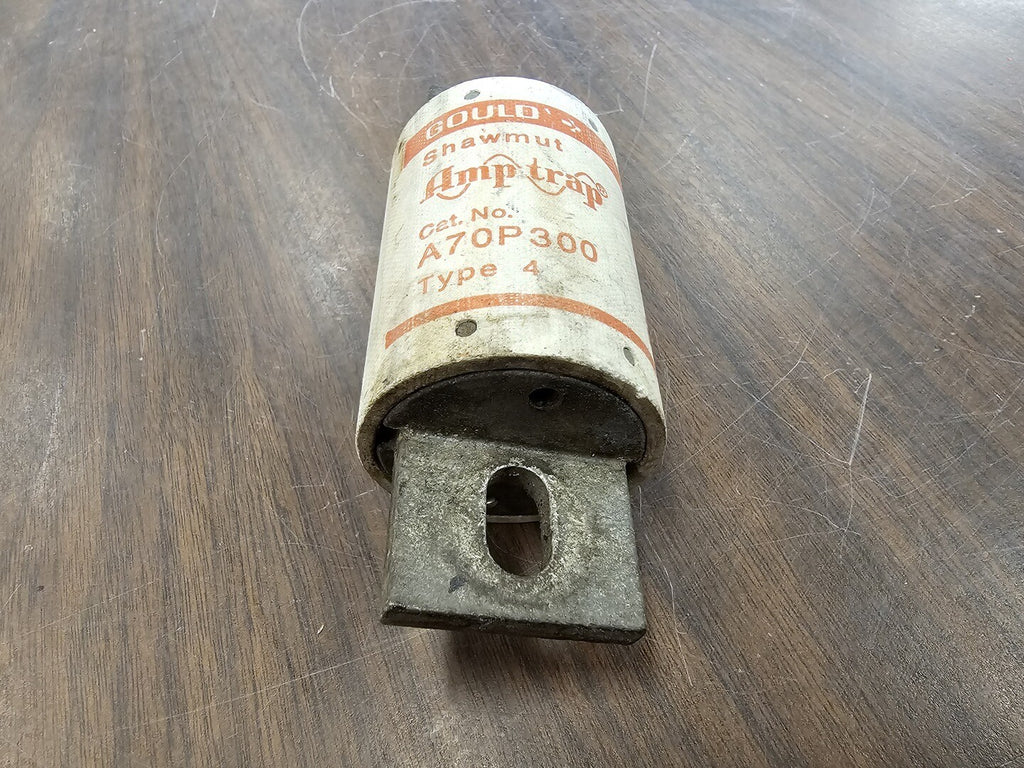 GOULD
Shawmut
Amp-trap®
Cat. No.
A70P300
Type 4